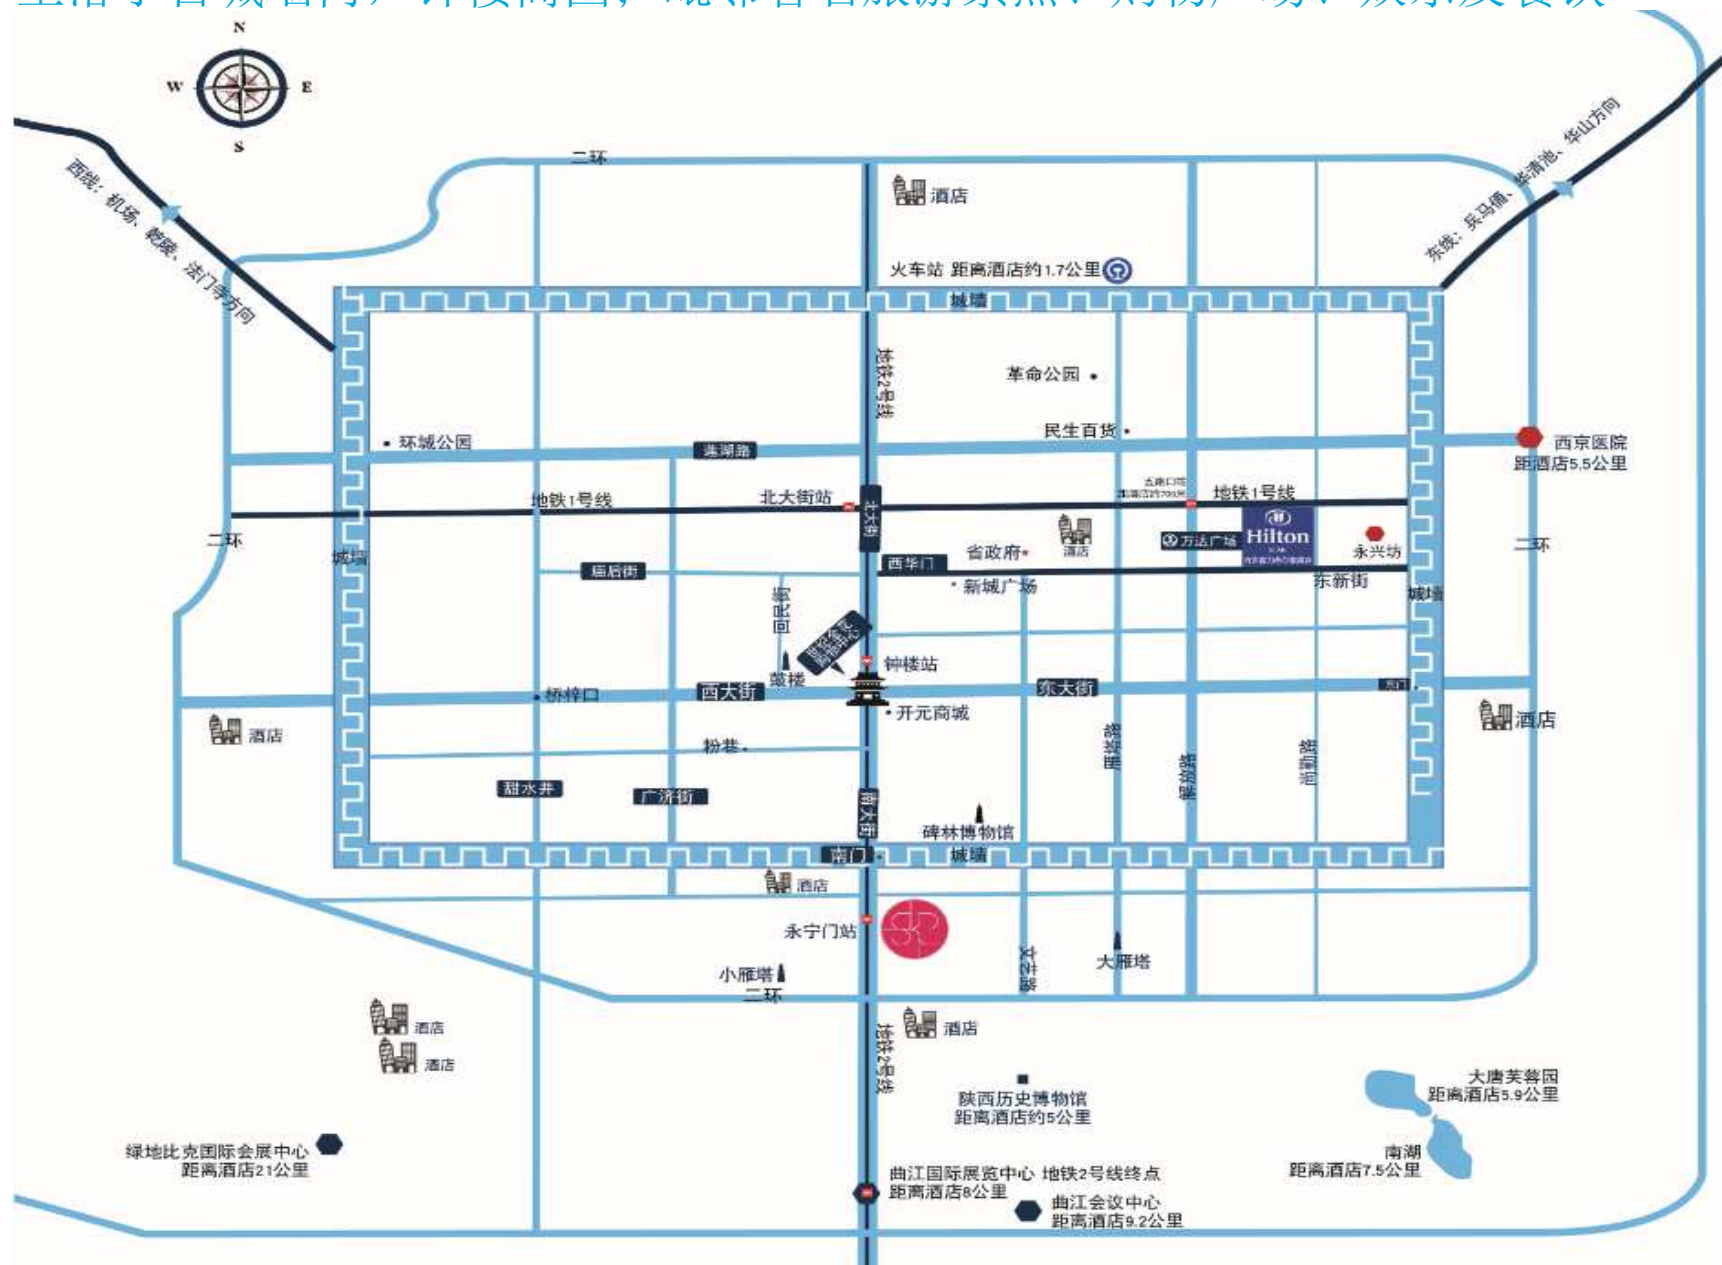 N
W
E
S
二环
酒店
西线：机场、乾陵、法门寺方向
东线：兵马俑、华清池、华山方向
火车站 距离酒店约1.7公里
城墙
地铁2号线
革命公园
民生百货
环城公园
莲湖路
西京医院
距酒店5.5公里
地铁1号线
北大街站
地铁1号线
北大街
二环
城墙
省政府
酒店
万达广场
Hilton
永兴坊
二环
庙后街
西华门
新城广场
东新街
城墙
回民街
钟楼站
鼓楼
桥梓口
西大街
东大街
开元商城
酒店
酒店
粉巷
雁塔路
解放路
尚勤路
甜水井
广济街
南大街
碑林博物馆
南门
城墙
酒店
永宁门站
小雁塔
二环
文艺路
大雁塔
酒店
酒店
酒店
地铁2号线
陕西历史博物馆
距离酒店约5公里
大唐芙蓉园
距离酒店5.9公里
南湖
距离酒店7.5公里
绿地比克国际会展中心
距离酒店21公里
曲江国际展览中心 地铁2号线终点
距离酒店8公里
曲江会议中心
距离酒店9.2公里